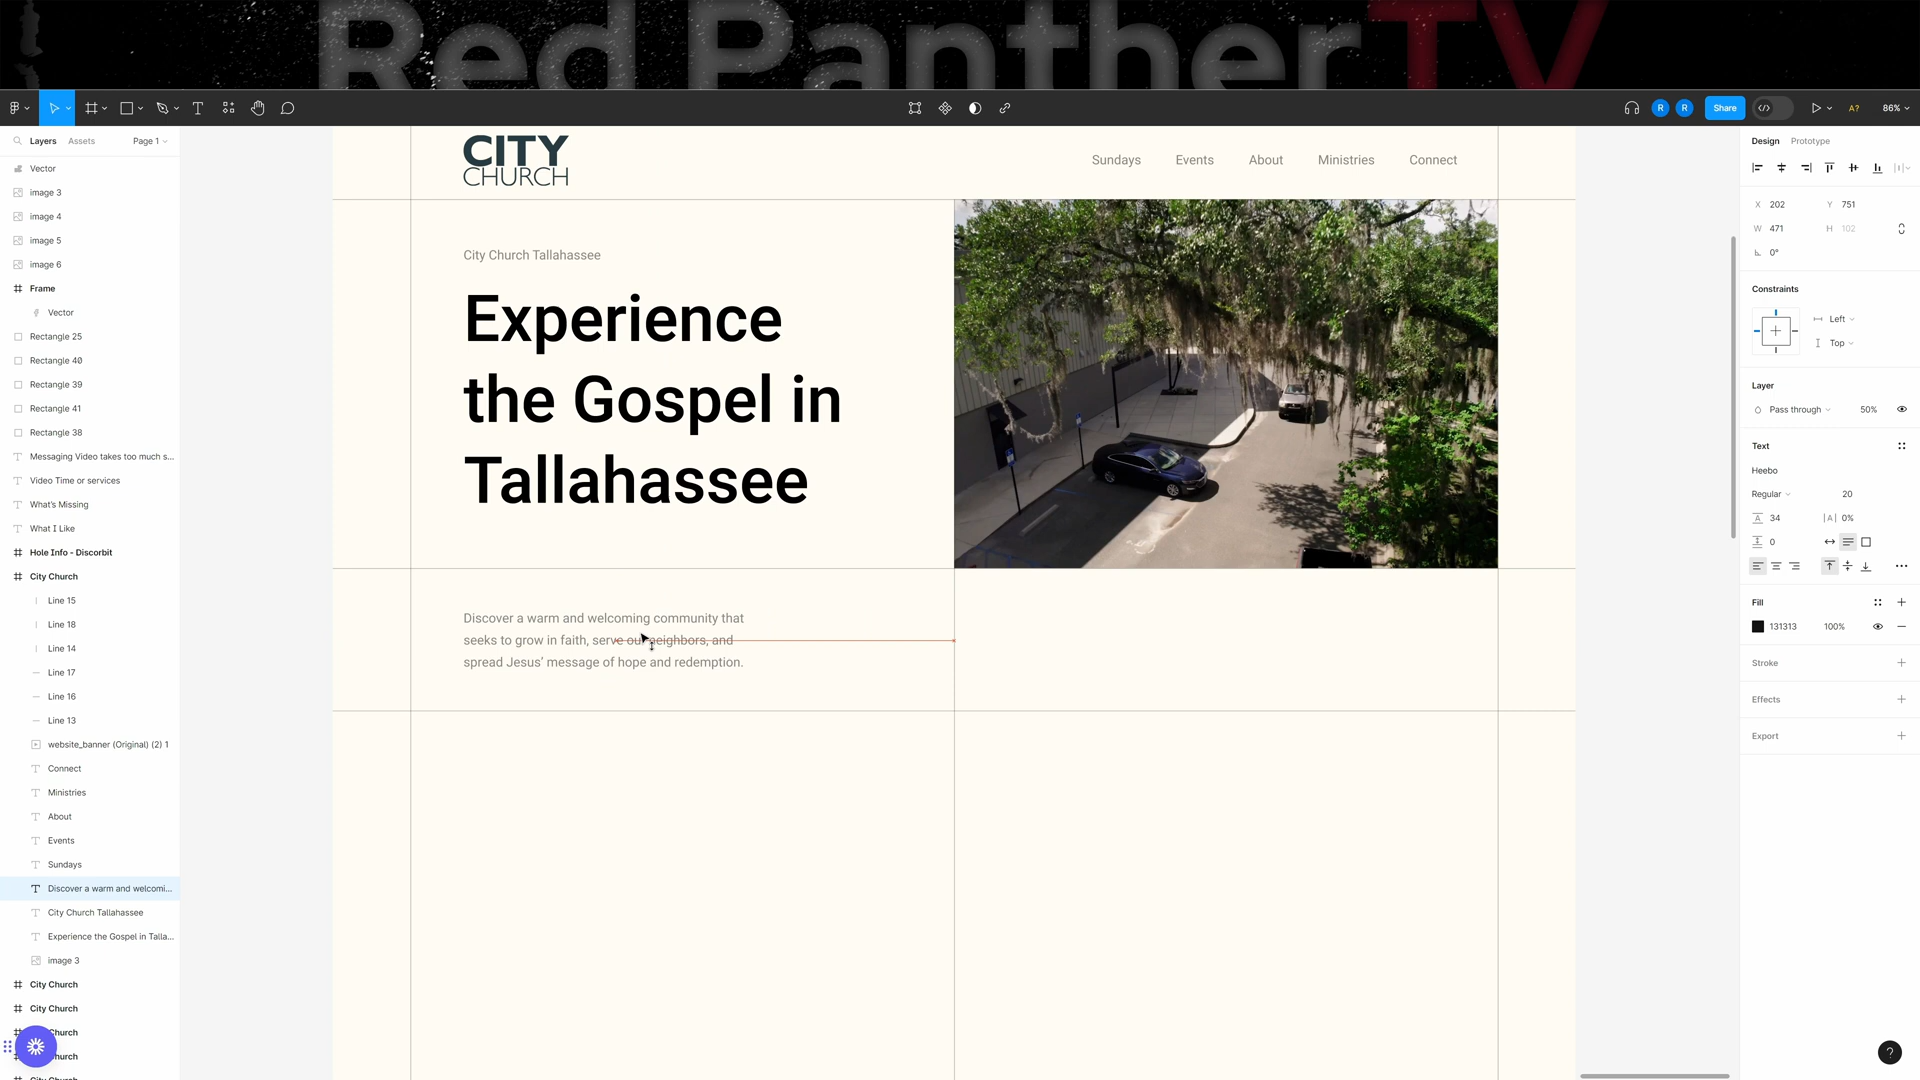 Red PantherTV
86%
Share
A?
R
R
Layers
Assets
Page 1
Vector
image 3
image 4
image 5
image 6
Frame
Vector
Rectangle 25
Rectangle 40
Rectangle 39
Rectangle 41
Rectangle 38
Messaging Video takes too much s...
Video Time or services
What's Missing
What I Like
Hole Info - Discorbit
City Church
Line 15
Line 18
Line 14
Line 17
Line 16
Line 13
website_banner (Original) (2) 1
Connect
Ministries
About
Events
Sundays
Discover a warm and welcomi...
City Church Tallahassee
Experience the Gospel in Talla...
image 3
City Church
City Church
Church
Church
CITY
CHURCH
Sundays
Events
About
Ministries
Connect
City Church Tallahassee
Experience
the Gospel in
Tallahassee
Discover a warm and welcoming community that
seeks to grow in faith, serve our neighbors, and
spread Jesus' message of hope and redemption.
Design
Prototype
X 202
Y 751
W 471
H 102
0°
Constraints
Left
Top
Layer
Pass through
50%
Text
Heebo
Regular
20
A 34
|A| 0%
0
Fill
131313
100%
Stroke
Effects
Export
?